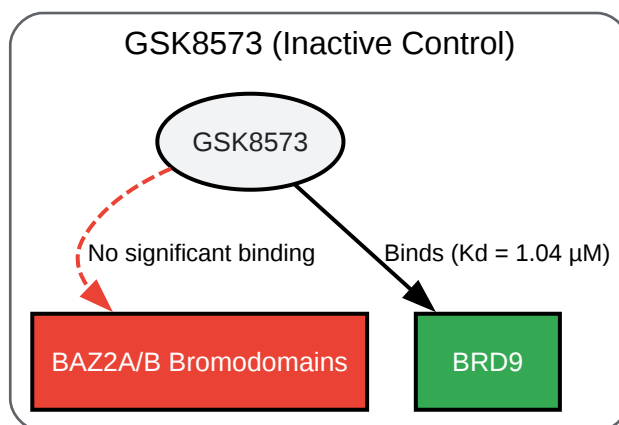 GSK8573 (Inactive Control)
GSK8573
No significant binding
Binds (Kd = 1.04 µM)
BAZ2A/B Bromodomains
BRD9